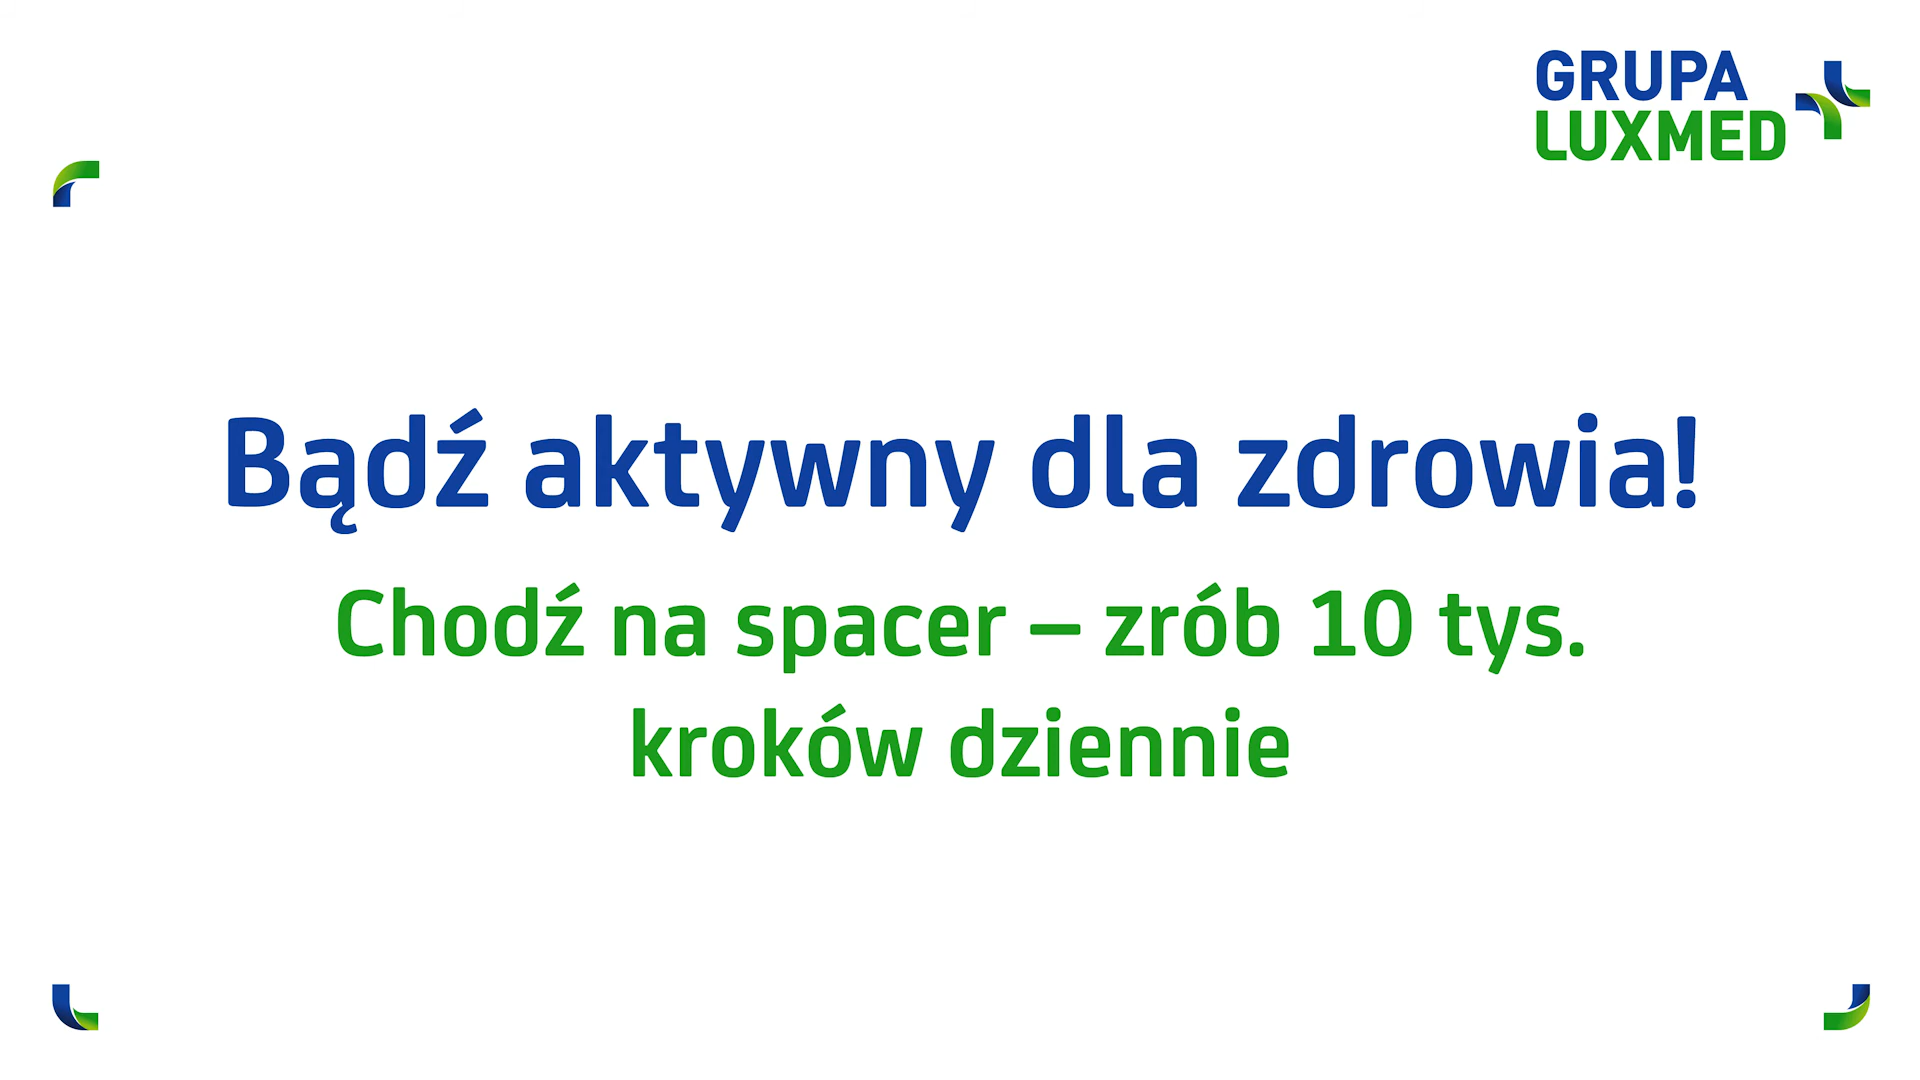 GRUPA
LUXMED
Bądź aktywny dla zdrowia!
Chodź na spacer – zrób 10 tys.
kroków dziennie